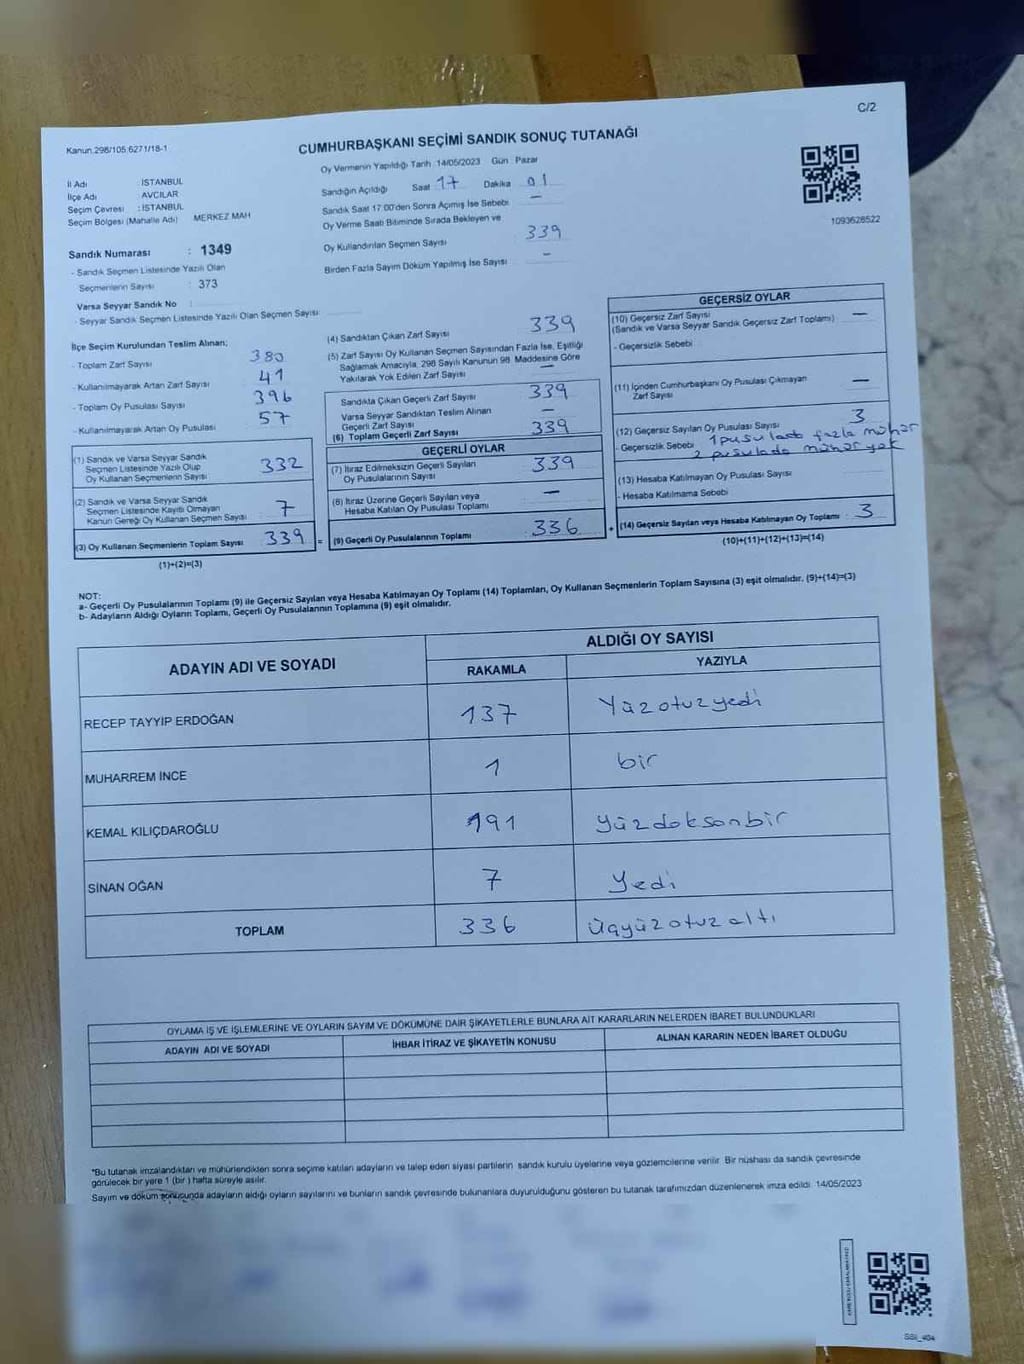 C/2
Kanun.298/105.6271/18-1
CUMHURBAŞKANI SEÇİMİ SANDIK SONUÇ TUTANAĞI
Oy Vermenin Yapıldığı Tarih :14/05/2023 Gün : Pazar
İl Adı : İSTANBUL
İlçe Adı : AVCILAR
Seçim Çevresi : İSTANBUL
Seçim Bölgesi (Mahalle Adı) MERKEZ MAH
Sandığın Açıldığı Saat 17 Dakika 01
Sandık Saat 17:00'den Sonra Açmış İse Sebebi –
Oy Verme Saati Bitiminde Sırada Bekleyen ve
Oy Kullandırılan Seçmen Sayısı 339
Birden Fazla Sayım Döküm Yapılmış İse Sayısı –
1093628522
Sandık Numarası : 1349
- Sandık Seçmen Listesinde Yazılı Olan
Seçmenlerin Sayısı : 373
Varsa Seyyar Sandık No :
- Seyyar Sandık Seçmen Listesinde Yazılı Olan Seçmen Sayısı:
İlçe Seçim Kurulundan Teslim Alınan;
- Toplam Zarf Sayısı 380
- Kullanılmayarak Artan Zarf Sayısı 41
- Toplam Oy Pusulası Sayısı 396
- Kullanılmayarak Artan Oy Pusulası 57
(1) Sandık ve Varsa Seyyar Sandık
Seçmen Listesinde Yazılı Olup
Oy Kullanan Seçmenlerin Sayısı 332
(2) Sandık ve Varsa Seyyar Sandık
Seçmen Listesinde Kayıtlı Olmayan
Kanun Gereği Oy Kullanan Seçmen Sayısı 7
(3) Oy Kullanan Seçmenlerin Toplam Sayısı 339 =
(1)+(2)=(3)
(4) Sandıktan Çıkan Zarf Sayısı 339
(5) Zarf Sayısı Oy Kullanan Seçmen Sayısından Fazla İse, Eşitliği
Sağlamak Amacıyla, 298 Sayılı Kanunun 98. Maddesine Göre
Yakılarak Yok Edilen Zarf Sayısı –
Sandıkta Çıkan Geçerli Zarf Sayısı 339
Varsa Seyyar Sandıktan Teslim Alınan
Geçerli Zarf Sayısı –
(6) Toplam Geçerli Zarf Sayısı 339
GEÇERLİ OYLAR
(7) İtiraz Edilmeksizin Geçerli Sayılan
Oy Pusulalarının Sayısı 339
(8) İtiraz Üzerine Geçerli Sayılan veya
Hesaba Katılan Oy Pusulası Toplamı –
(9) Geçerli Oy Pusulalarının Toplamı 336 +
GEÇERSİZ OYLAR
(10) Geçersiz Zarf Sayısı
(Sandık ve Varsa Seyyar Sandık Geçersiz Zarf Toplamı) –
- Geçersizlik Sebebi
(11) İçinden Cumhurbaşkanı Oy Pusulası Çıkmayan
Zarf Sayısı –
(12) Geçersiz Sayılan Oy Pusulası Sayısı 3
- Geçersizlik Sebebi 1 pusulada fazla mühür
2 pusulada mühür yok
(13) Hesaba Katılmayan Oy Pusulası Sayısı
- Hesaba Katılmama Sebebi
(14) Geçersiz Sayılan veya Hesaba Katılmayan Oy Toplamı : 3
(10)+(11)+(12)+(13)=(14)
NOT:
a- Geçerli Oy Pusulalarının Toplamı (9) ile Geçersiz Sayılan veya Hesaba Katılmayan Oy Toplamı (14) Toplamları, Oy Kullanan Seçmenlerin Toplam Sayısına (3) eşit olmalıdır. (9)+(14)=(3)
b- Adayların Aldığı Oyların Toplamı, Geçerli Oy Pusulalarının Toplamına (9) eşit olmalıdır.
ADAYIN ADI VE SOYADI
ALDIĞI OY SAYISI
RAKAMLA YAZIYLA
RECEP TAYYİP ERDOĞAN 137 Yüzotuzyedi
MUHARREM İNCE 1 bir
KEMAL KILIÇDAROĞLU 191 yüzdoksanbir
SİNAN OĞAN 7 Yedi
TOPLAM 336 üçyüzotuzaltı
OYLAMA İŞ VE İŞLEMLERİNE VE OYLARIN SAYIM VE DÖKÜMÜNE DAİR ŞİKAYETLERLE BUNLARA AİT KARARLARIN NELERDEN İBARET BULUNDUKLARI
ADAYIN ADI VE SOYADI İHBAR İTİRAZ VE ŞİKAYETİN KONUSU ALINAN KARARIN NEDEN İBARET OLDUĞU
*Bu tutanak imzalandıktan ve mühürlendikten sonra seçime katılan adayların ve talep eden siyasi partilerin sandık kurulu üyelerine veya gözlemcilerine verilir. Bir nüshası da sandık çevresinde
görülecek bir yere 1 (bir ) hafta süreyle asılır.
Sayım ve döküm sonucunda adayların aldığı oyların sayılarını ve bunların sandık çevresinde bulunanlara duyurulduğunu gösteren bu tutanak tarafımızdan düzenlenerek imza edildi. 14/05/2023
SSI_404